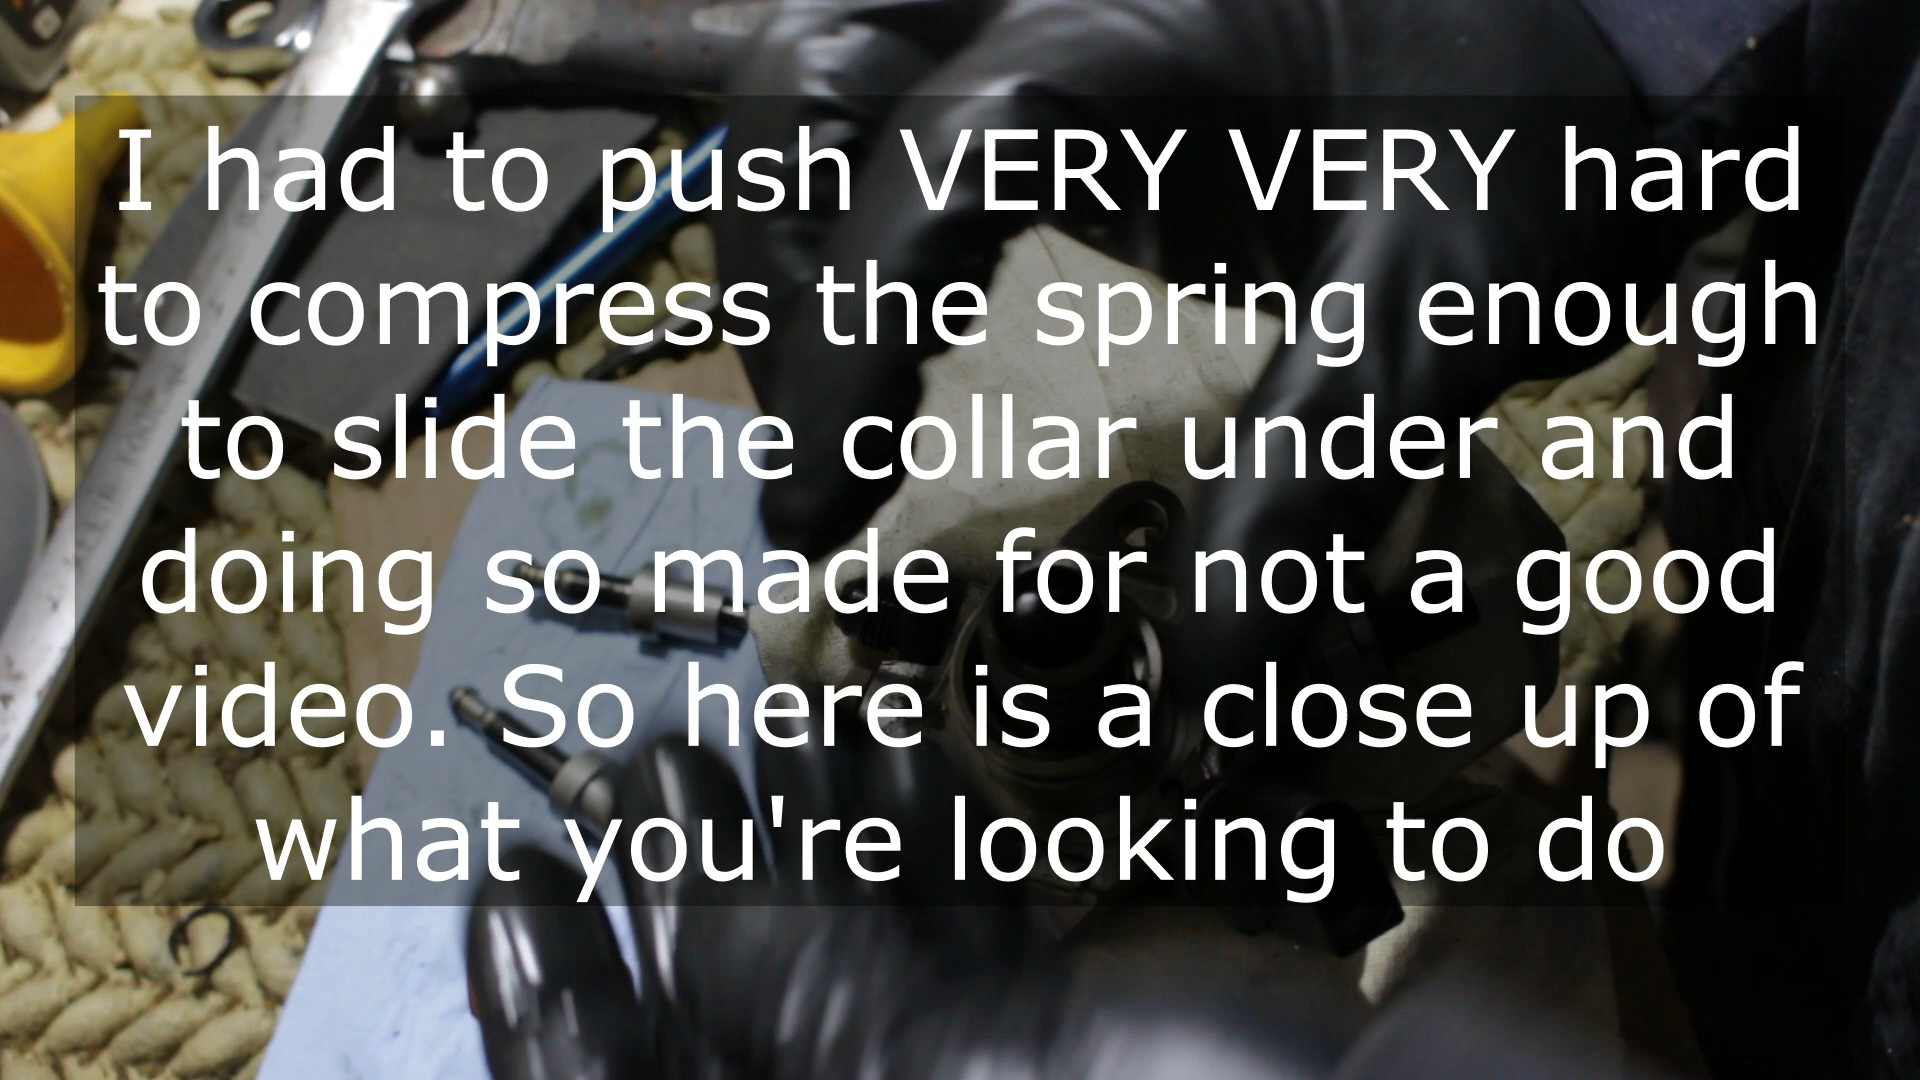 I had to push VERY VERY hard
to compress the spring enough
to slide the collar under and
doing so made for not a good
video. So here is a close up of
what you're looking to do